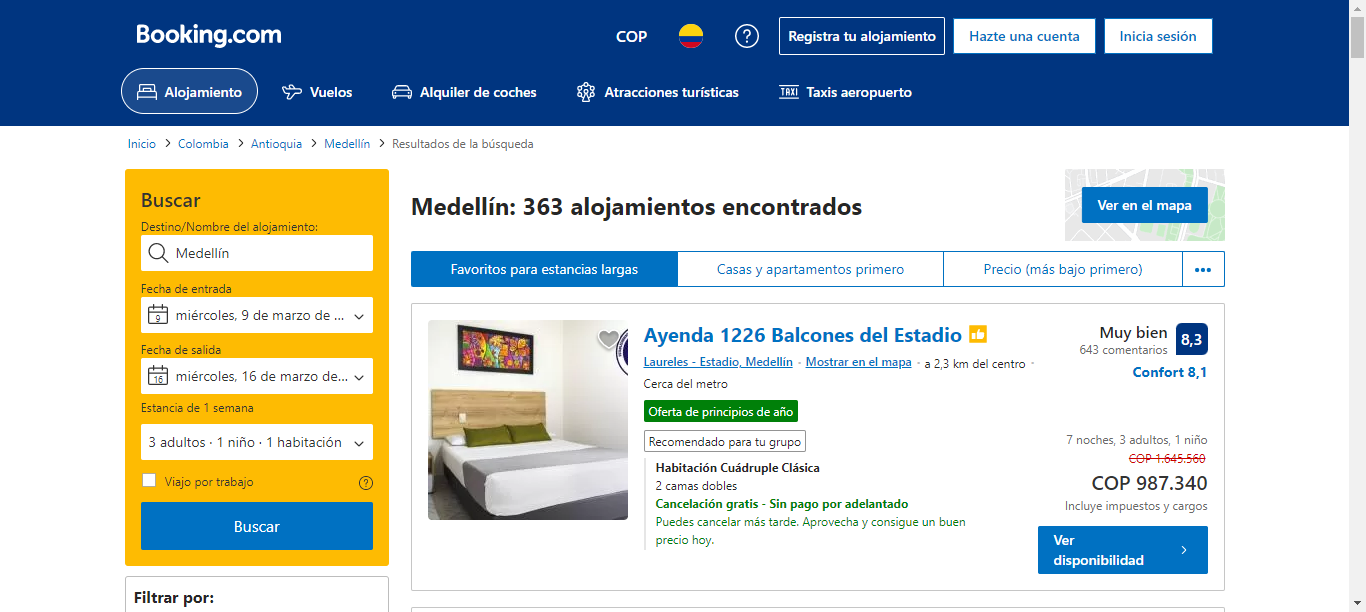 Booking.com
COP
Registra tu alojamiento
Hazte una cuenta
Inicia sesión
Alojamiento
Vuelos
Alquiler de coches
Atracciones turísticas
TAXI Taxis aeropuerto
Inicio > Colombia > Antioquia > Medellín > Resultados de la búsqueda
Buscar
Destino/Nombre del alojamiento:
Medellín
Fecha de entrada
9 miércoles, 9 de marzo de ...
Fecha de salida
16 miércoles, 16 de marzo de...
Estancia de 1 semana
3 adultos · 1 niño · 1 habitación
Viajo por trabajo
Buscar
Filtrar por:
Medellín: 363 alojamientos encontrados
Ver en el mapa
Favoritos para estancias largas
Casas y apartamentos primero
Precio (más bajo primero)
Ayenda 1226 Balcones del Estadio
Laureles - Estadio, Medellín · Mostrar en el mapa · a 2,3 km del centro ·
Cerca del metro
Oferta de principios de año
Recomendado para tu grupo
Habitación Cuádruple Clásica
2 camas dobles
Cancelación gratis - Sin pago por adelantado
Puedes cancelar más tarde. Aprovecha y consigue un buen
precio hoy.
Muy bien 8,3
643 comentarios
Confort 8,1
7 noches, 3 adultos, 1 niño
COP 1.645.560
COP 987.340
Incluye impuestos y cargos
Ver
disponibilidad